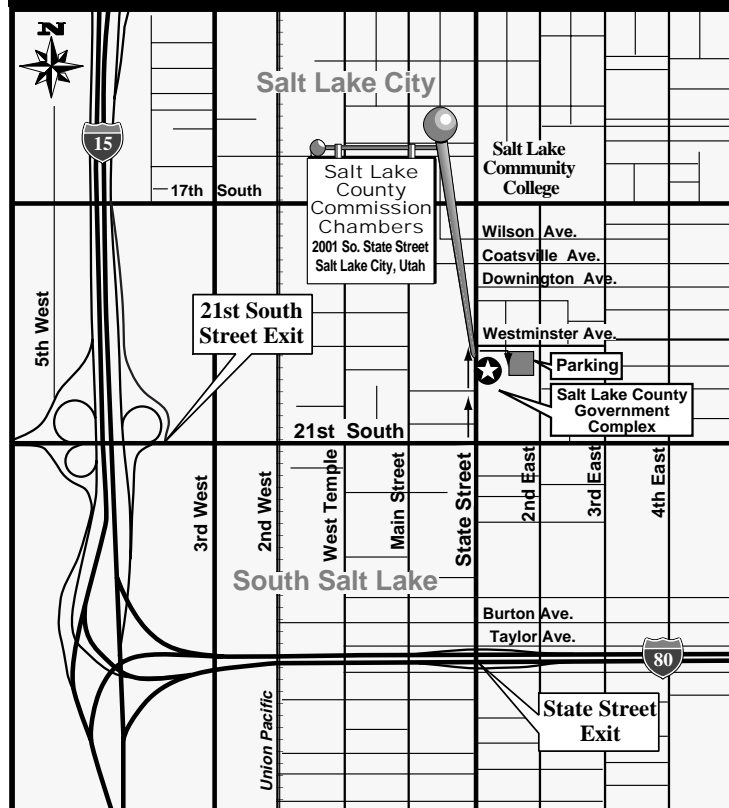 N
Salt Lake City
15
Salt Lake
Community
College
Salt Lake
County
Commission
Chambers
2001 So. State Street
Salt Lake City, Utah
17th South
Wilson Ave.
Coatsville Ave.
Downington Ave.
5th West
21st South
Street Exit
Westminster Ave.
Parking
Salt Lake County
Government
Complex
21st South
3rd West
2nd West
West Temple
Main Street
State Street
2nd East
3rd East
4th East
South Salt Lake
Burton Ave.
Taylor Ave.
80
Union Pacific
State Street
Exit